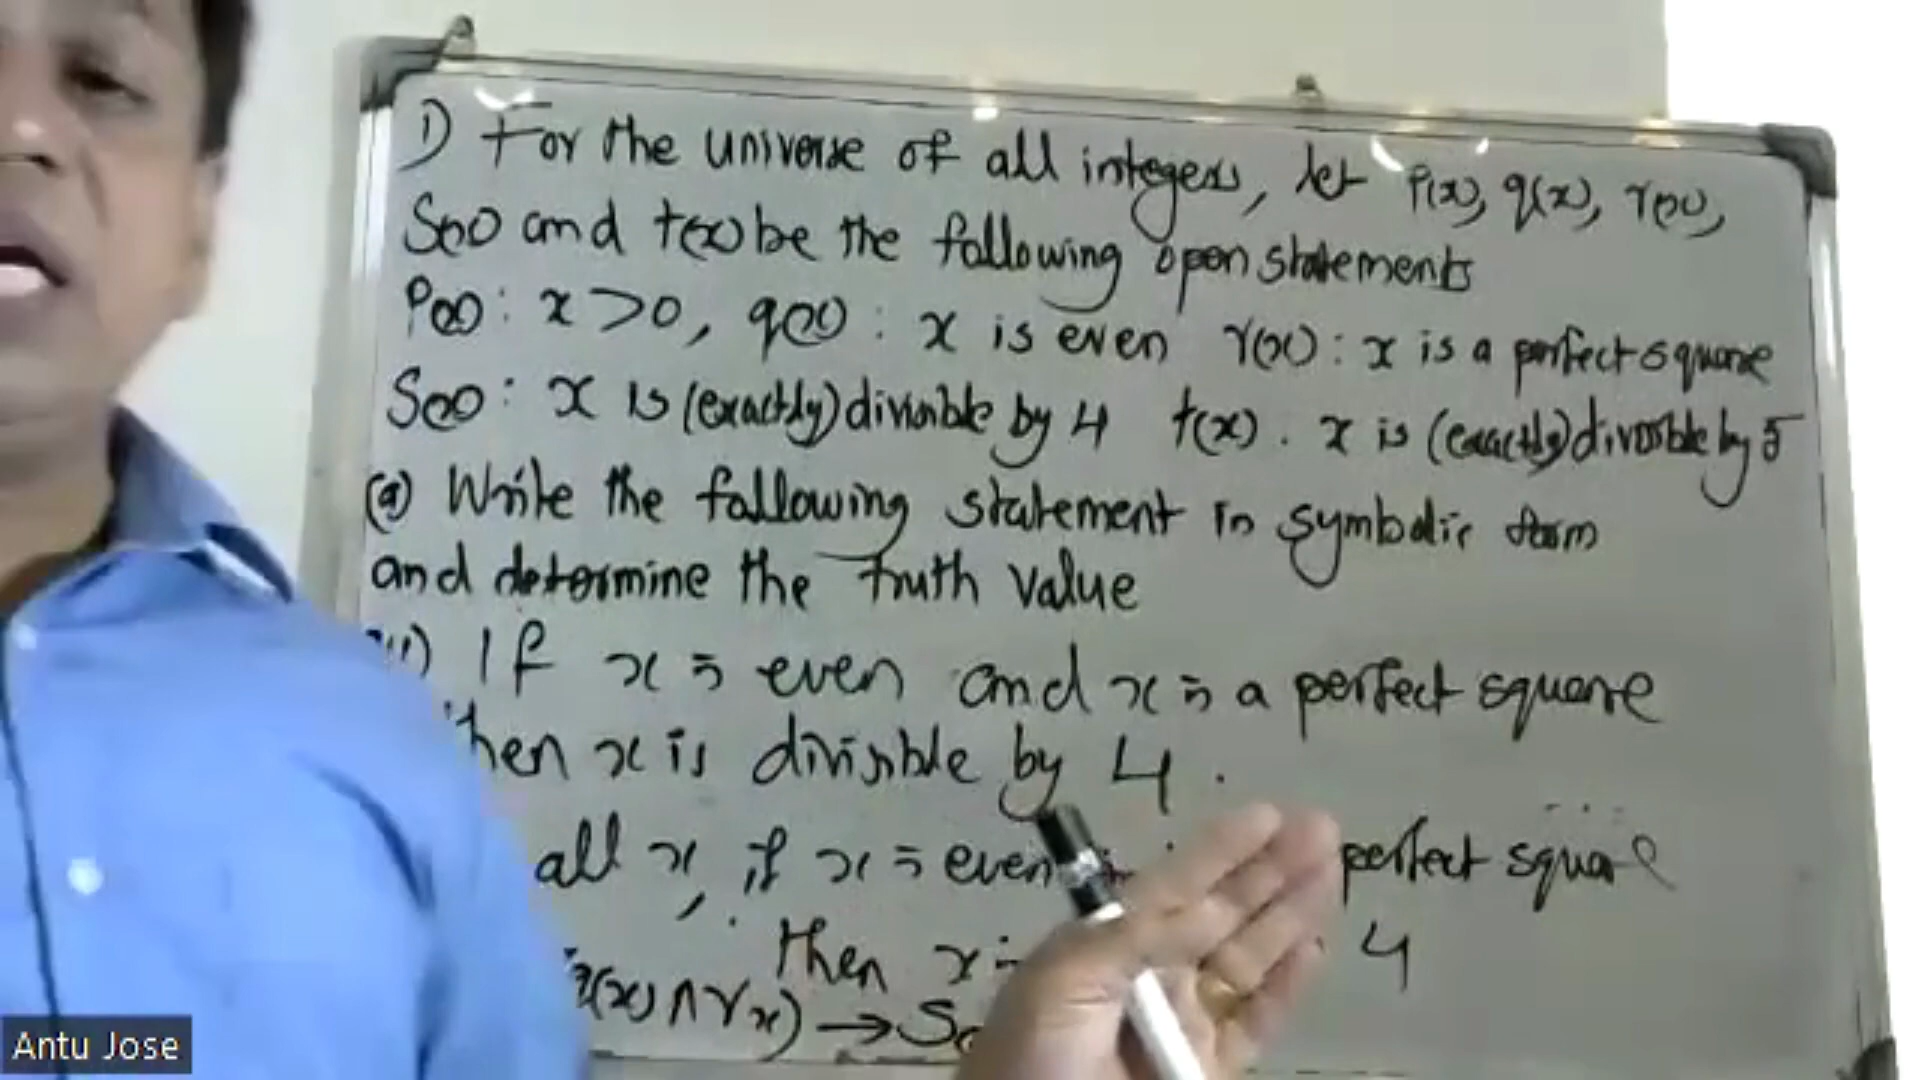 1) For the universe of all integers, let P(x), q(x), r(x),
S(x) and t(x) be the following open statements
P(x) : x > 0, q(x) : x is even r(x) : x is a perfect square
S(x) : x is (exactly) divisible by 4 t(x) . x is (exactly) divisible by 5
(a) Write the following statement in symbolic form
and determine the truth value
) If x is even and x is a perfect square
then x is divisible by 4 .
all x, if x is even perfect square
then x 4
(x) ∧ r x) → S
Antu Jose